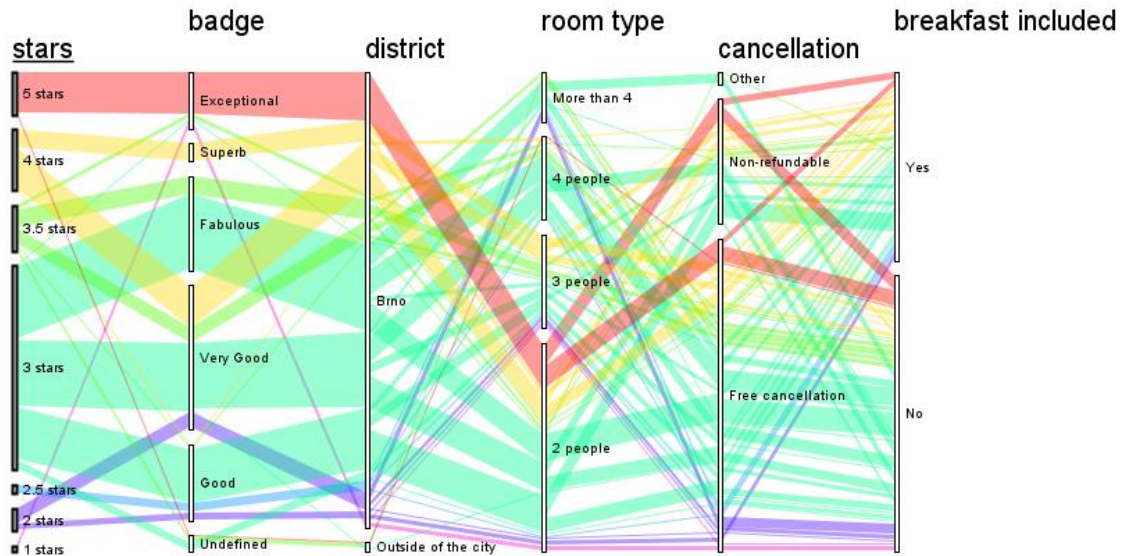 stars
badge
district
room type
cancellation
breakfast included
5 stars
4 stars
3.5 stars
3 stars
2.5 stars
2 stars
1 stars
Exceptional
Superb
Fabulous
Very Good
Good
Undefined
Brno
Outside of the city
More than 4
4 people
3 people
2 people
Other
Non-refundable
Free cancellation
Yes
No